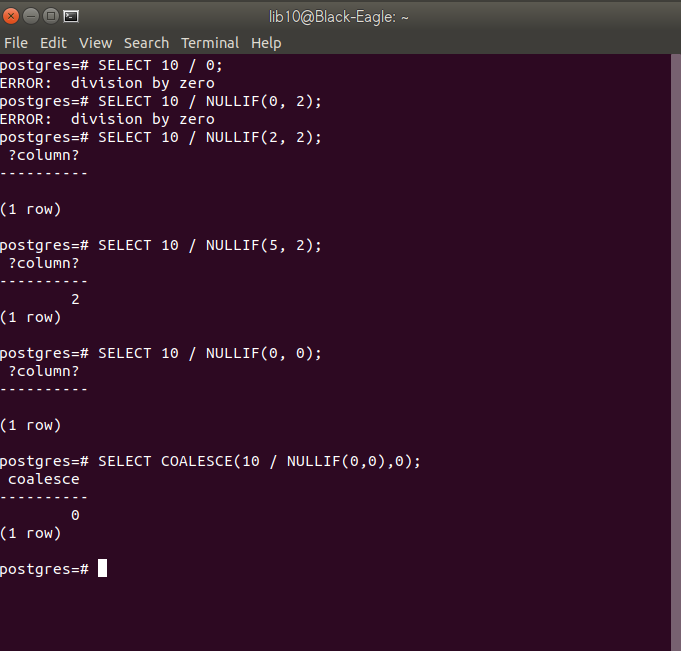 lib10@Black-Eagle: ~
File Edit View Search Terminal Help
postgres=# SELECT 10 / 0;
ERROR:  division by zero
postgres=# SELECT 10 / NULLIF(0, 2);
ERROR:  division by zero
postgres=# SELECT 10 / NULLIF(2, 2);
 ?column?
----------

(1 row)

postgres=# SELECT 10 / NULLIF(5, 2);
 ?column?
----------
        2
(1 row)

postgres=# SELECT 10 / NULLIF(0, 0);
 ?column?
----------

(1 row)

postgres=# SELECT COALESCE(10 / NULLIF(0,0),0);
 coalesce
----------
        0
(1 row)

postgres=#